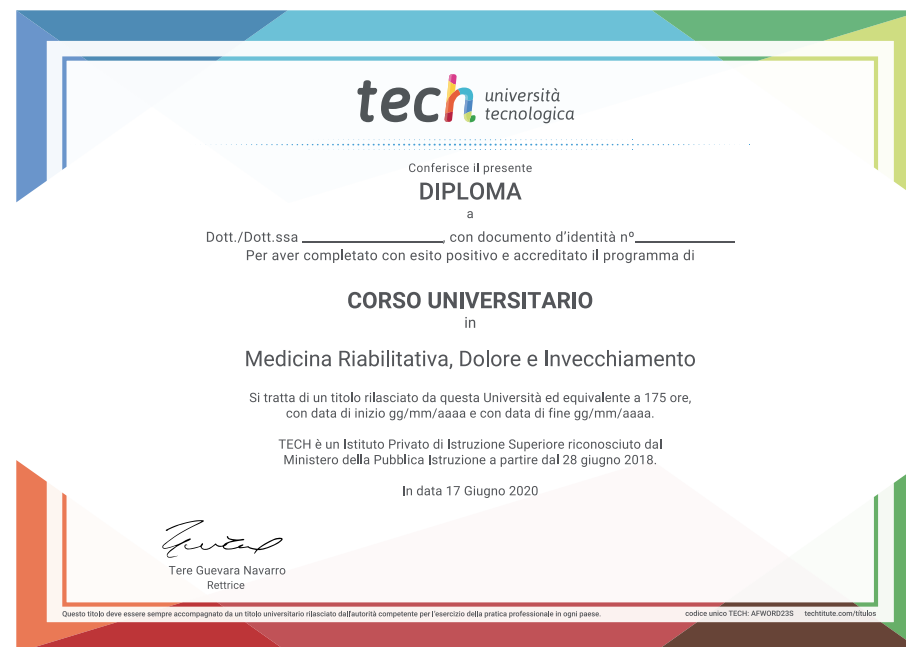 tech università
tecnologica
Conferisce il presente
DIPLOMA
a
Dott./Dott.ssa ____________________, con documento d'identità nº______________
Per aver completato con esito positivo e accreditato il programma di
CORSO UNIVERSITARIO
in
Medicina Riabilitativa, Dolore e Invecchiamento
Si tratta di un titolo rilasciato da questa Università ed equivalente a 175 ore,
con data di inizio gg/mm/aaaa e con data di fine gg/mm/aaaa.
TECH è un Istituto Privato di Istruzione Superiore riconosciuto dal
Ministero della Pubblica Istruzione a partire dal 28 giugno 2018.
In data 17 Giugno 2020
Tere Guevara Navarro
Rettrice
Questo titolo deve essere sempre accompagnato da un titolo universitario rilasciato dall'autorità competente per l'esercizio della pratica professionale in ogni paese.
codice unico TECH: AFWORD23S techtitute.com/titulos